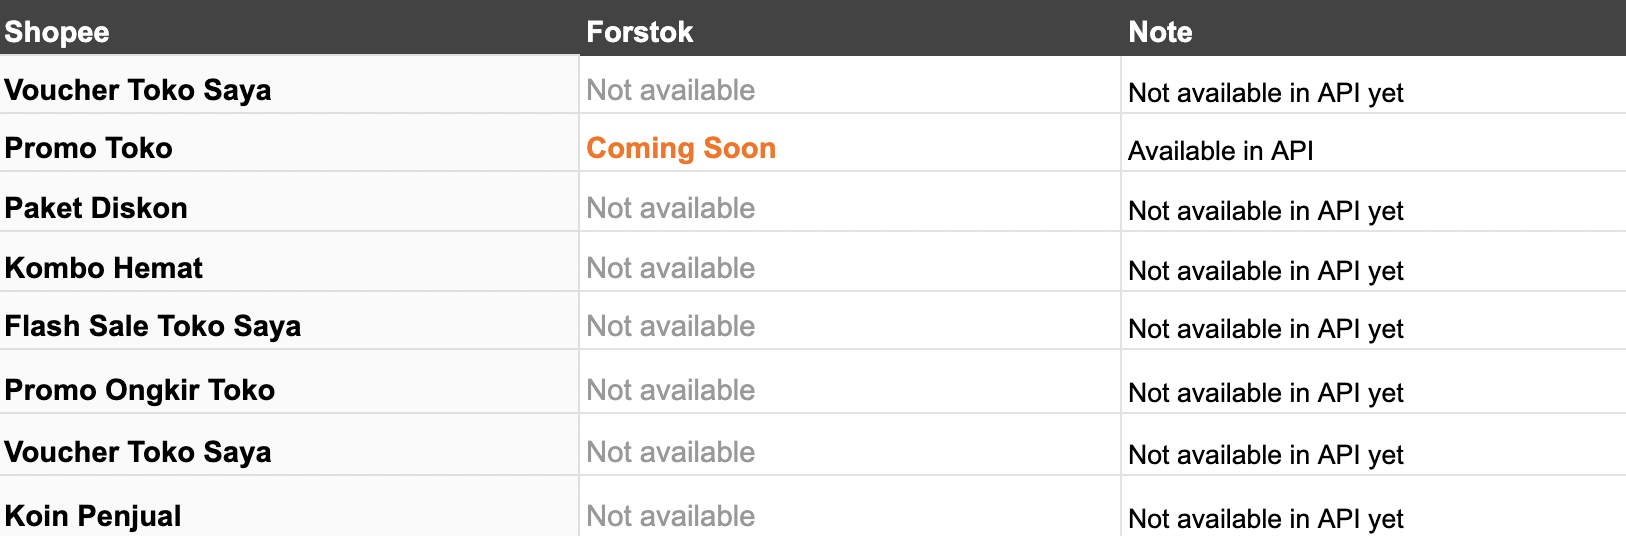 Shopee Forstok Note
Voucher Toko Saya Not available Not available in API yet
Promo Toko Coming Soon Available in API
Paket Diskon Not available Not available in API yet
Kombo Hemat Not available Not available in API yet
Flash Sale Toko Saya Not available Not available in API yet
Promo Ongkir Toko Not available Not available in API yet
Voucher Toko Saya Not available Not available in API yet
Koin Penjual Not available Not available in API yet